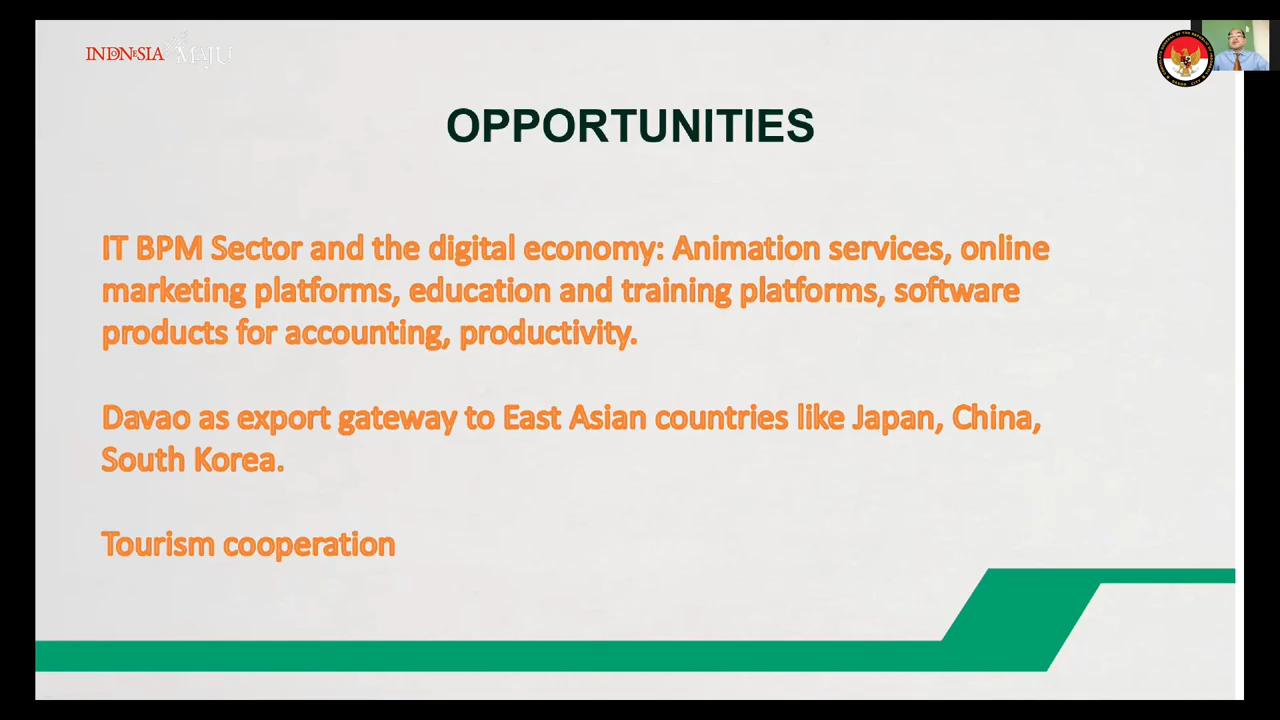 INDONESIA MAJU
OPPORTUNITIES
IT BPM Sector and the digital economy: Animation services, online
marketing platforms, education and training platforms, software
products for accounting, productivity.
Davao as export gateway to East Asian countries like Japan, China,
South Korea.
Tourism cooperation